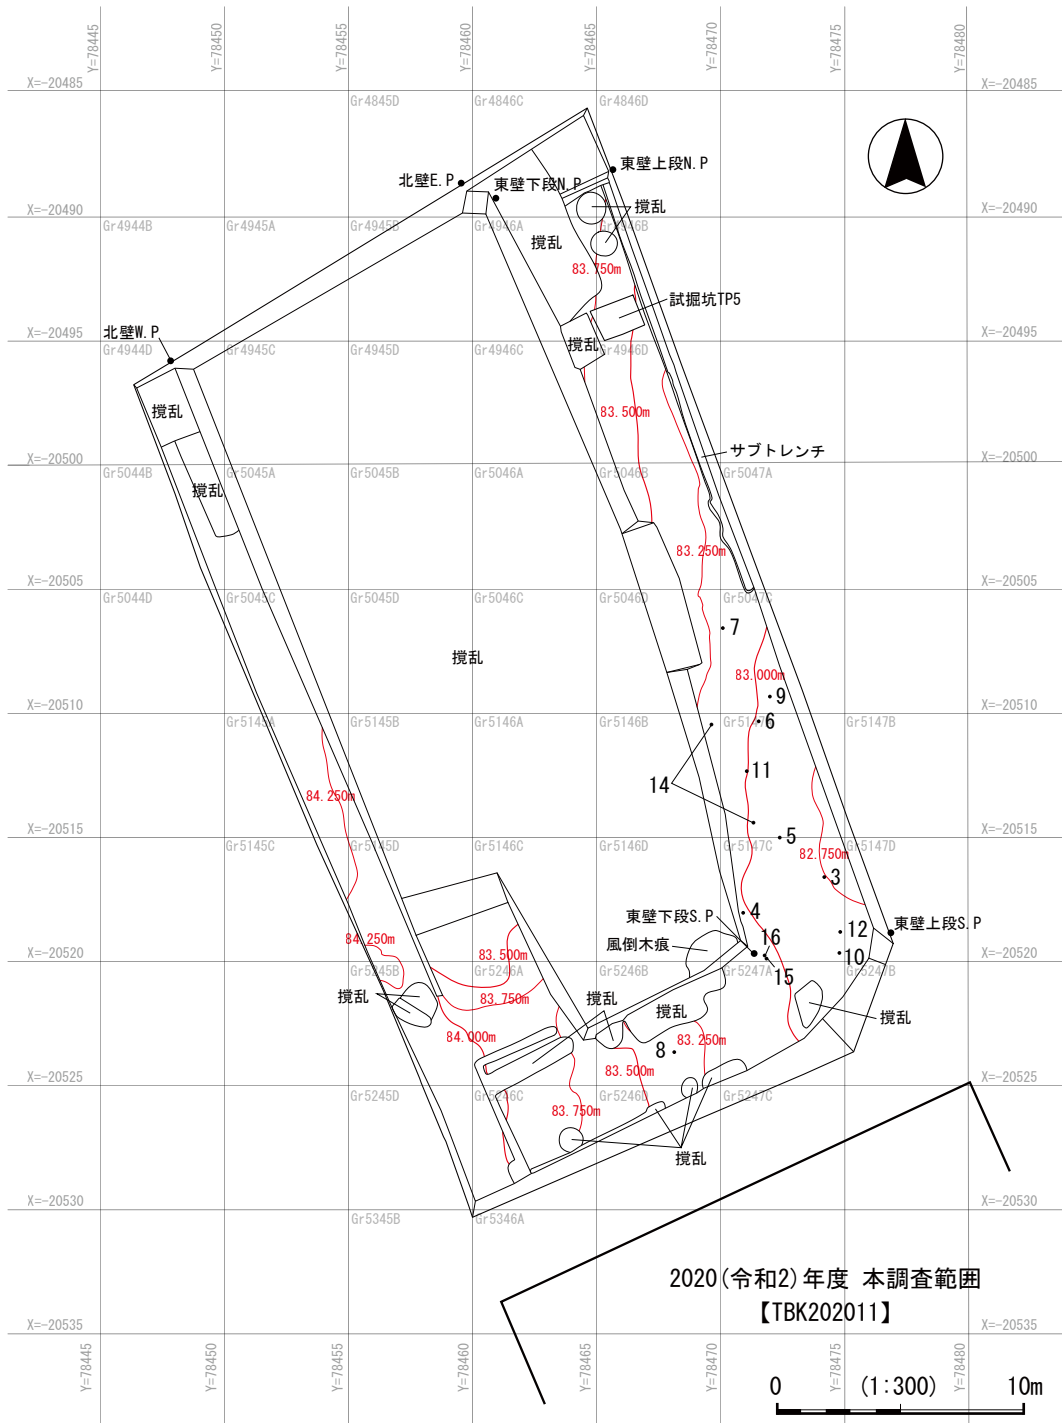 Y=78445
Y=78450
Y=78455
Y=78460
Y=78465
Y=78470
Y=78475
Y=78480
X=-20485
X=-20485
Gr4845D
Gr4846C
Gr4846D
東壁上段N.P
北壁E.P
東壁下段N.P
撹乱
X=-20490
X=-20490
Gr4944B
Gr4945A
Gr4945B
Gr4946A
Gr4946B
撹乱
83.750m
試掘坑TP5
北壁W.P
X=-20495
X=-20495
撹乱
Gr4944D
Gr4945C
Gr4945D
Gr4946C
Gr4946D
撹乱
83.500m
サブトレンチ
X=-20500
X=-20500
Gr5044B
Gr5045A
Gr5045B
Gr5046A
Gr5046B
Gr5047A
撹乱
83.250m
X=-20505
X=-20505
Gr5044D
Gr5045C
Gr5045D
Gr5046C
Gr5046D
Gr5047C
7
撹乱
83.000m
9
X=-20510
X=-20510
Gr5145A
Gr5145B
Gr5146A
Gr5146B
Gr5147A
6
Gr5147B
11
14
84.250m
X=-20515
X=-20515
5
Gr5145C
Gr5145D
Gr5146C
Gr5146D
Gr5147C
Gr5147D
82.750m
3
4
東壁下段S.P
東壁上段S.P
12
16
84.250m
風倒木痕
83.500m
10
X=-20520
X=-20520
Gr5245B
Gr5246A
Gr5246B
Gr5247A
Gr5247B
15
撹乱
83.750m
撹乱
撹乱
撹乱
84.000m
83.250m
8
83.500m
X=-20525
X=-20525
Gr5245D
Gr5246C
Gr5246D
Gr5247C
83.750m
撹乱
X=-20530
X=-20530
Gr5345B
Gr5346A
2020(令和2)年度 本調査範囲
【TBK202011】
X=-20535
X=-20535
Y=78445
Y=78450
Y=78455
Y=78460
Y=78465
Y=78470
Y=78475
Y=78480
0 (1:300) 10m